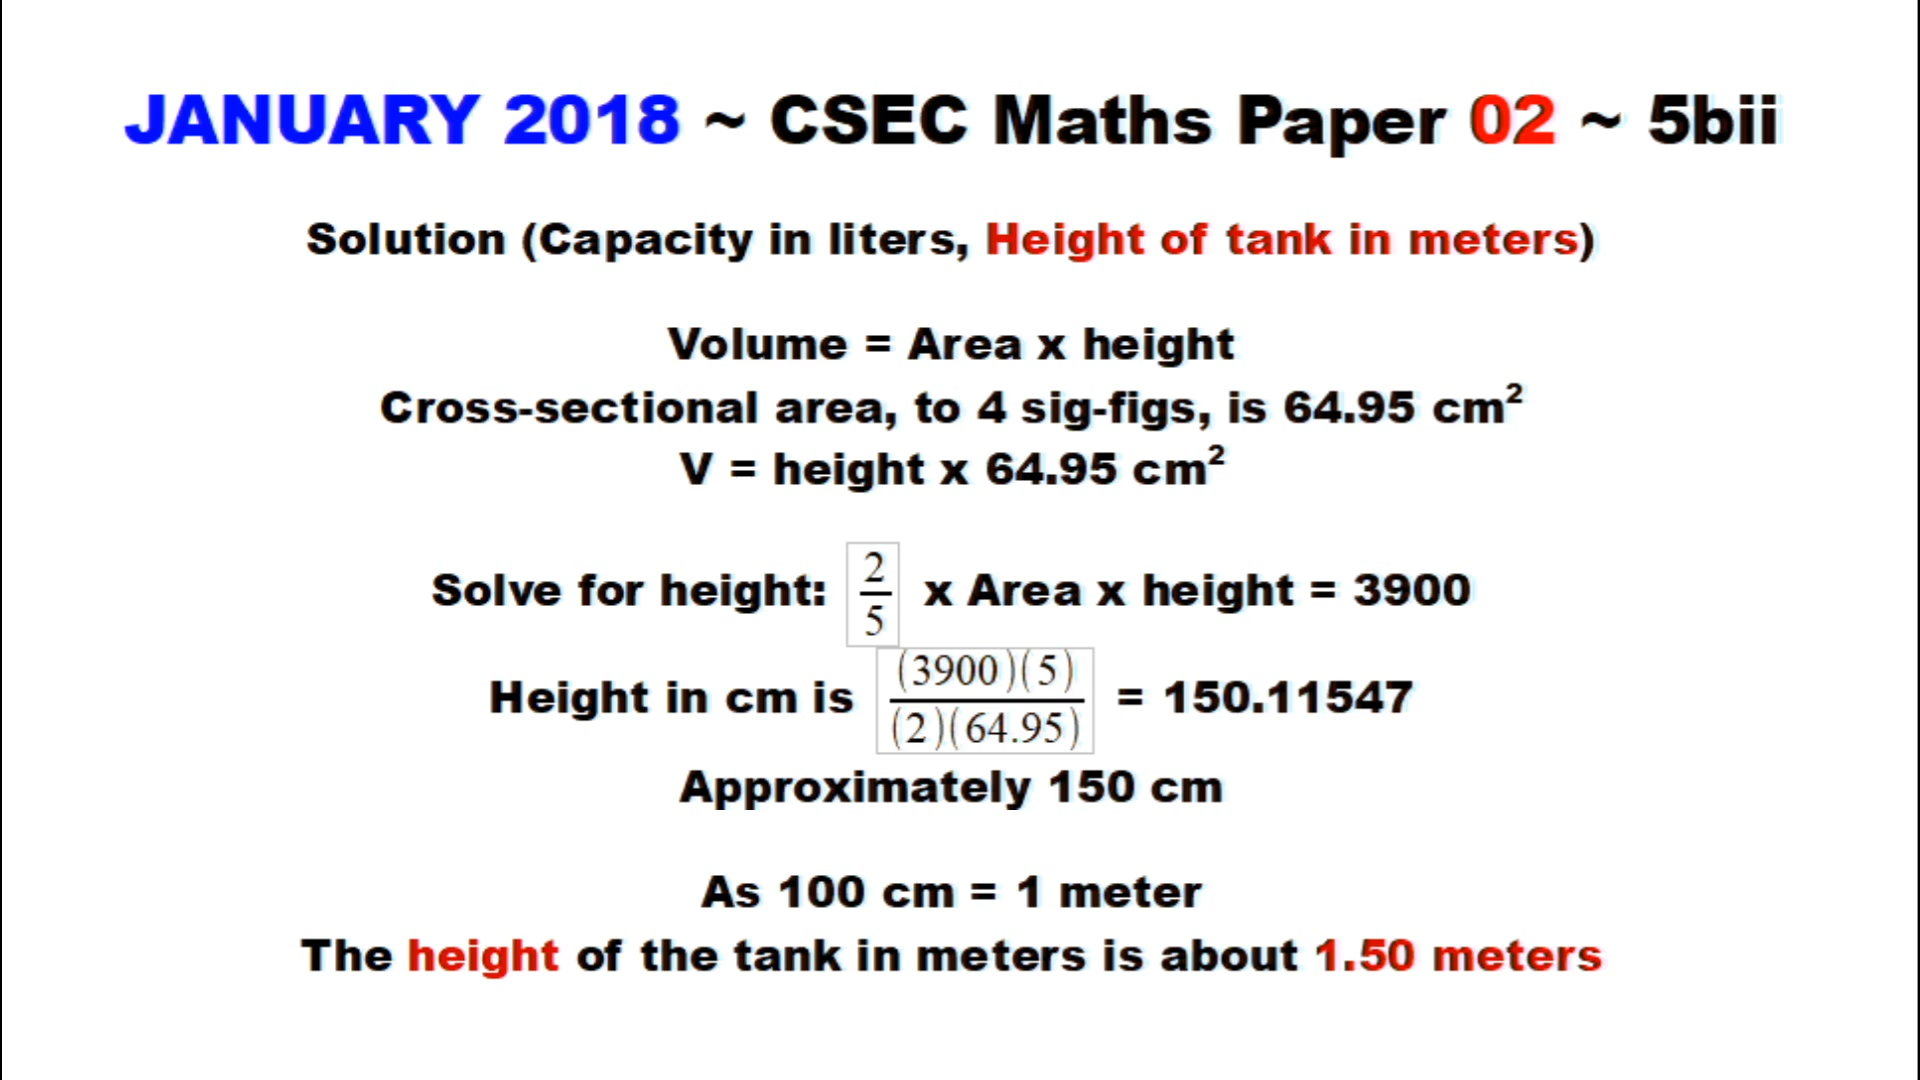 JANUARY 2018 ~ CSEC Maths Paper 02 ~ 5bii
Solution (Capacity in liters, Height of tank in meters)
Volume = Area x height
Cross-sectional area, to 4 sig-figs, is 64.95 cm²
V = height x 64.95 cm²
Solve for height: 2/5 x Area x height = 3900
Height in cm is (3900)(5)/(2)(64.95) = 150.11547
Approximately 150 cm
As 100 cm = 1 meter
The height of the tank in meters is about 1.50 meters